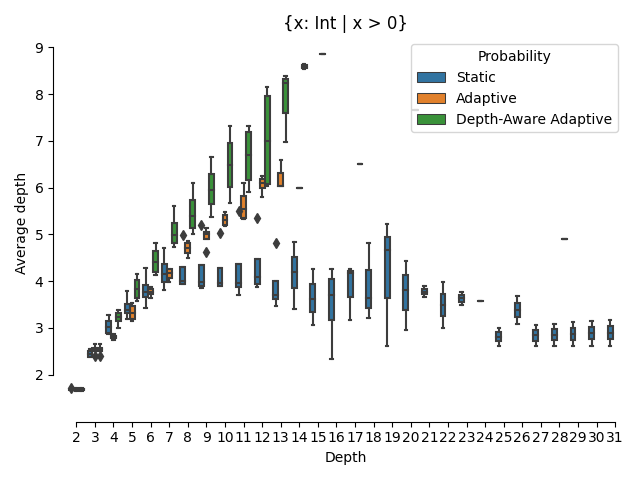 {x: Int | x > 0}
Probability
Static
Adaptive
Depth-Aware Adaptive
9
8
7
6
5
4
3
2
Average depth
2 3 4 5 6 7 8 9 10 11 12 13 14 15 16 17 18 19 20 21 22 23 24 25 26 27 28 29 30 31
Depth